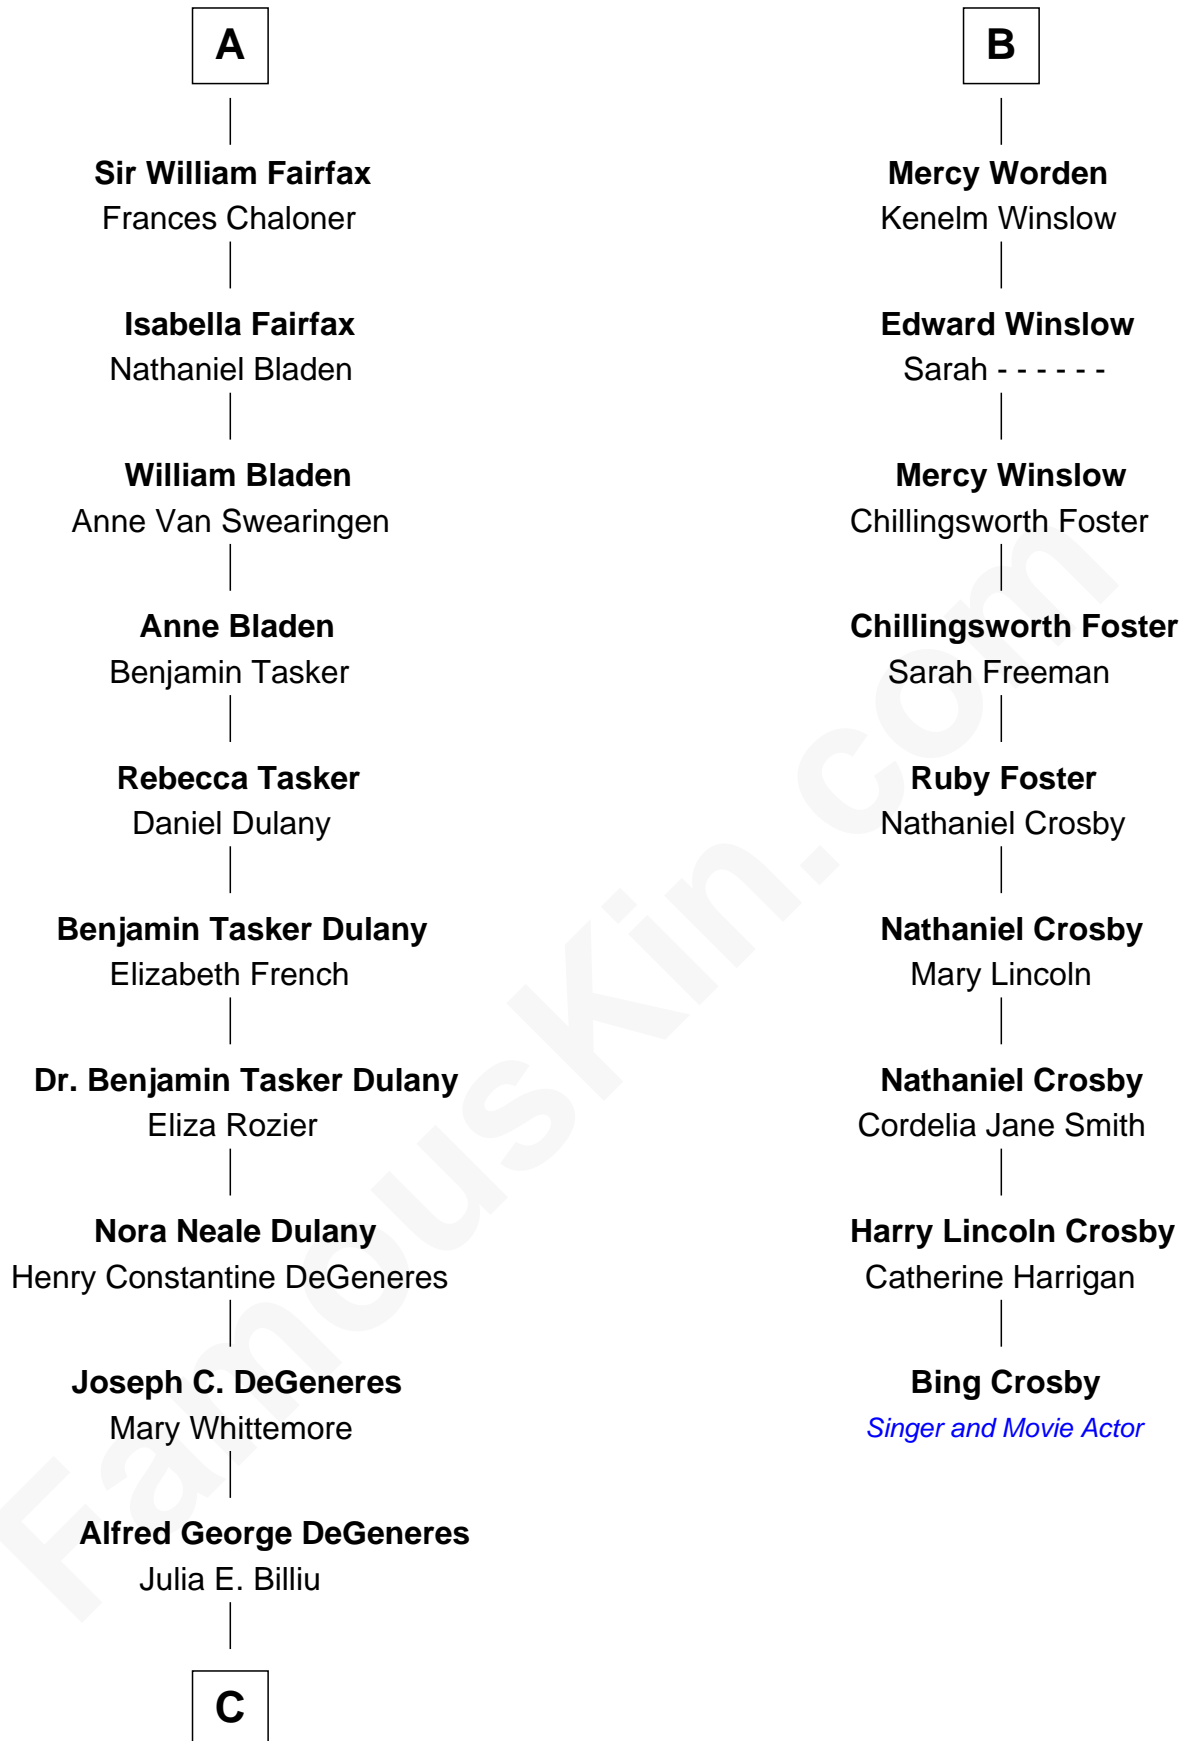 A
Sir William Fairfax
Frances Chaloner
Isabella Fairfax
Nathaniel Bladen
William Bladen
Anne Van Swearingen
Anne Bladen
Benjamin Tasker
Rebecca Tasker
Daniel Dulany
Benjamin Tasker Dulany
Elizabeth French
Dr. Benjamin Tasker Dulany
Eliza Rozier
Nora Neale Dulany
Henry Constantine DeGeneres
Joseph C. DeGeneres
Mary Whittemore
Alfred George DeGeneres
Julia E. Billiu
C
B
Mercy Worden
Kenelm Winslow
Edward Winslow
Sarah - - - - - -
Mercy Winslow
Chillingsworth Foster
Chillingsworth Foster
Sarah Freeman
Ruby Foster
Nathaniel Crosby
Nathaniel Crosby
Mary Lincoln
Nathaniel Crosby
Cordelia Jane Smith
Harry Lincoln Crosby
Catherine Harrigan
Bing Crosby
Singer and Movie Actor
FamousKin.com